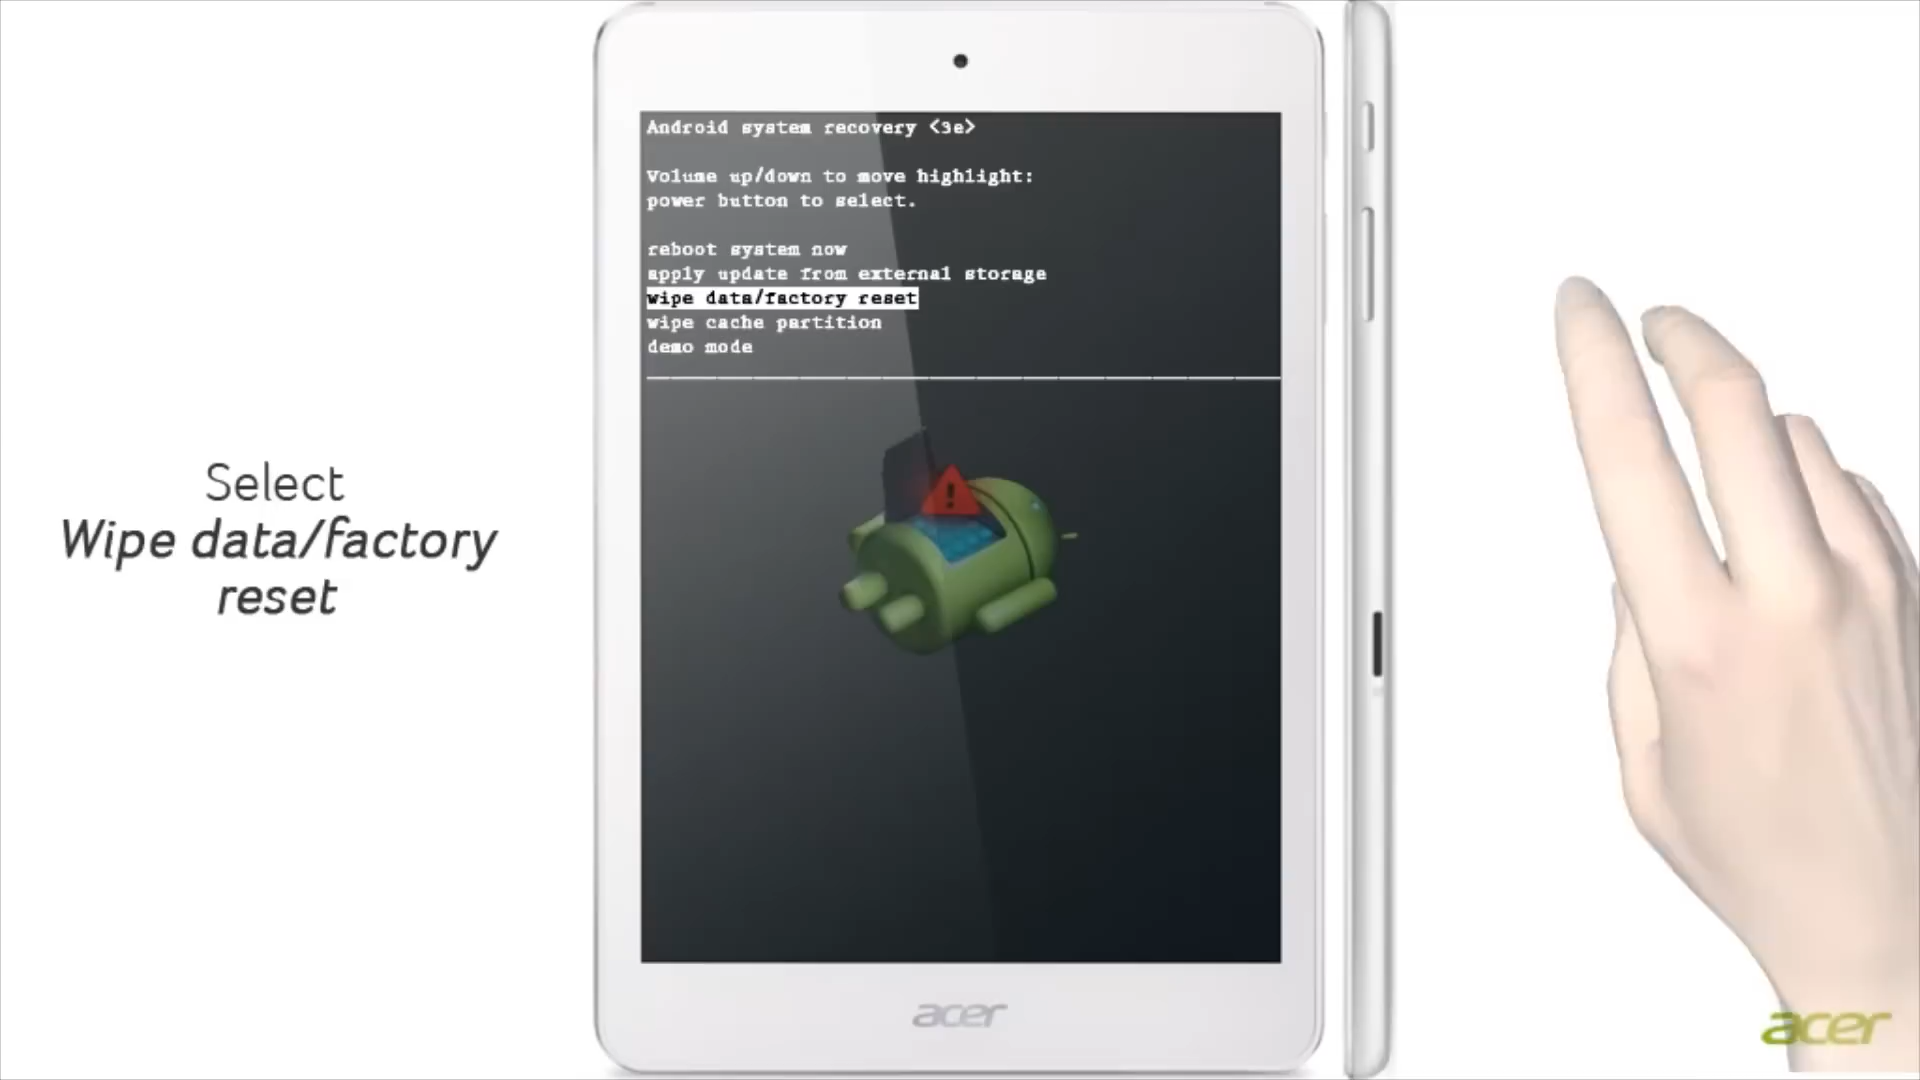 Android system recovery <3e>
Volume up/down to move highlight:
power button to select.
reboot system now
apply update from external storage
wipe data/factory reset
wipe cache partition
demo mode
Select
Wipe data/factory
reset
acer
acer